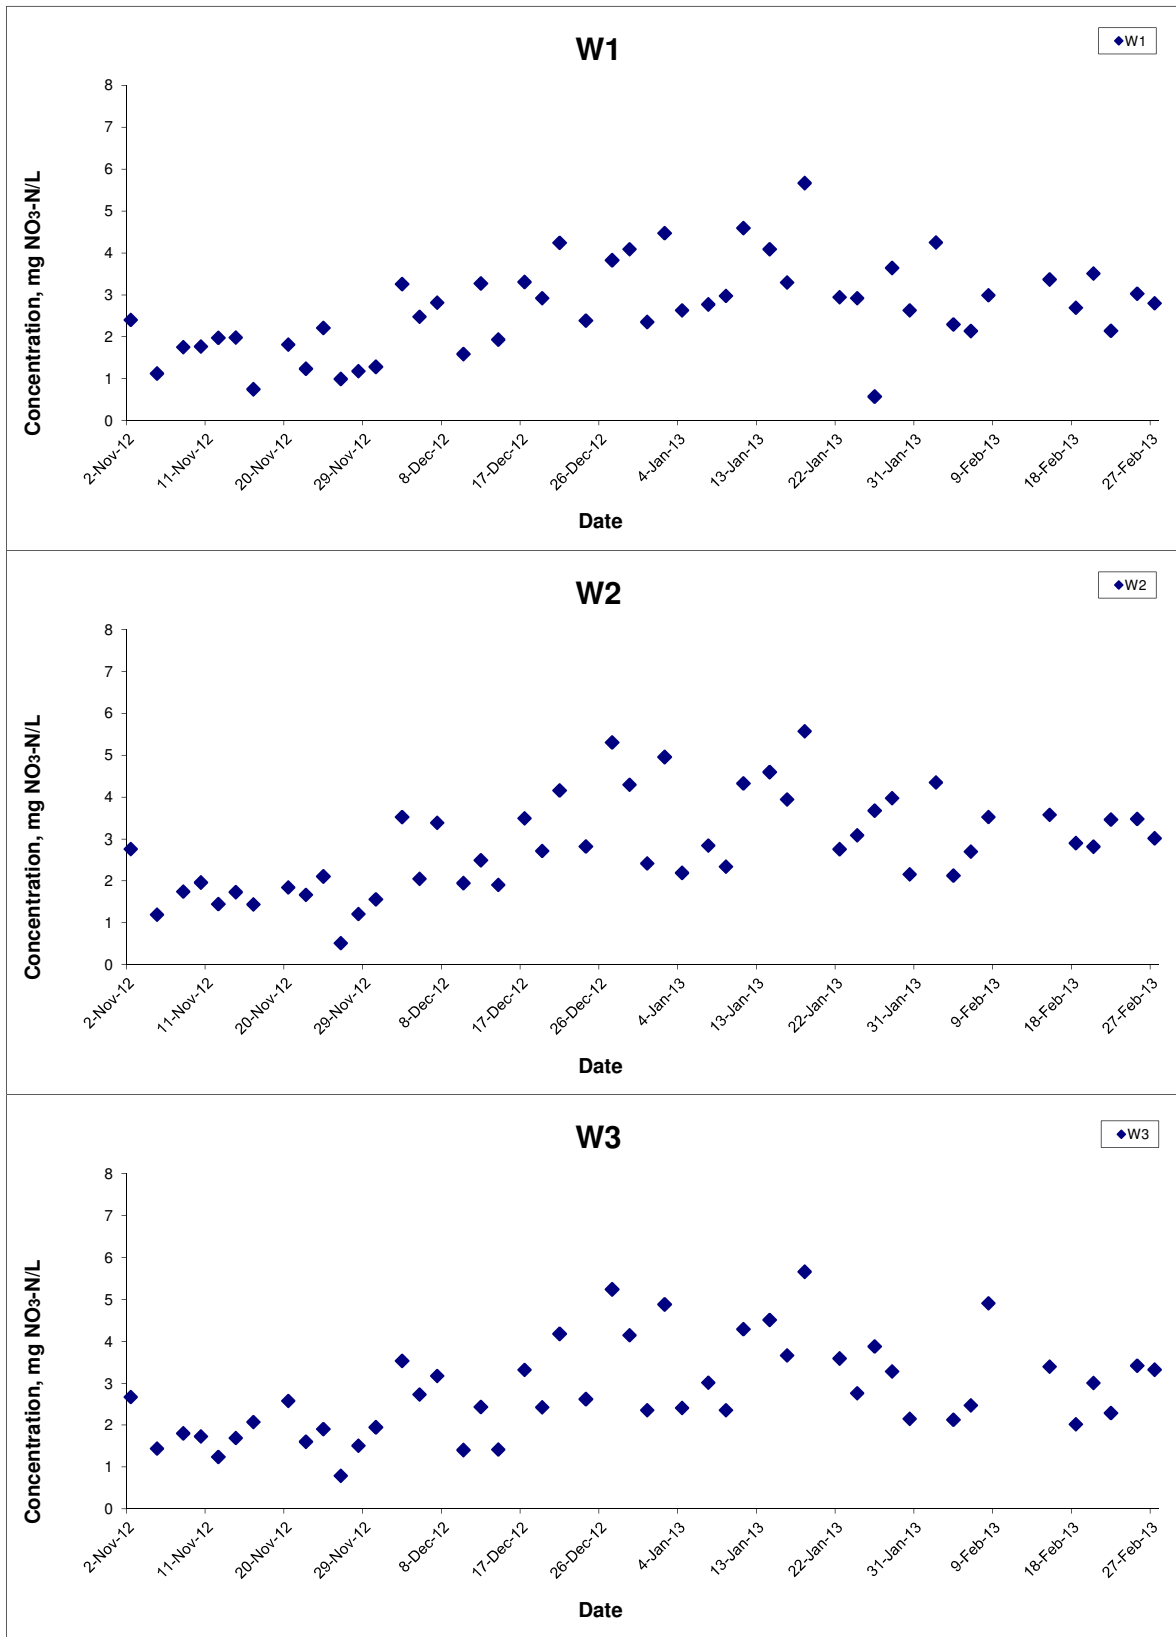 W1
W1
8
7
6
5
4
3
2
1
0
Concentration, mg NO3-N/L
2-Nov-12
11-Nov-12
20-Nov-12
29-Nov-12
8-Dec-12
17-Dec-12
26-Dec-12
4-Jan-13
13-Jan-13
22-Jan-13
31-Jan-13
9-Feb-13
18-Feb-13
27-Feb-13
Date
W2
W2
8
7
6
5
4
3
2
1
0
Concentration, mg NO3-N/L
2-Nov-12
11-Nov-12
20-Nov-12
29-Nov-12
8-Dec-12
17-Dec-12
26-Dec-12
4-Jan-13
13-Jan-13
22-Jan-13
31-Jan-13
9-Feb-13
18-Feb-13
27-Feb-13
Date
W3
W3
8
7
6
5
4
3
2
1
0
Concentration, mg NO3-N/L
2-Nov-12
11-Nov-12
20-Nov-12
29-Nov-12
8-Dec-12
17-Dec-12
26-Dec-12
4-Jan-13
13-Jan-13
22-Jan-13
31-Jan-13
9-Feb-13
18-Feb-13
27-Feb-13
Date